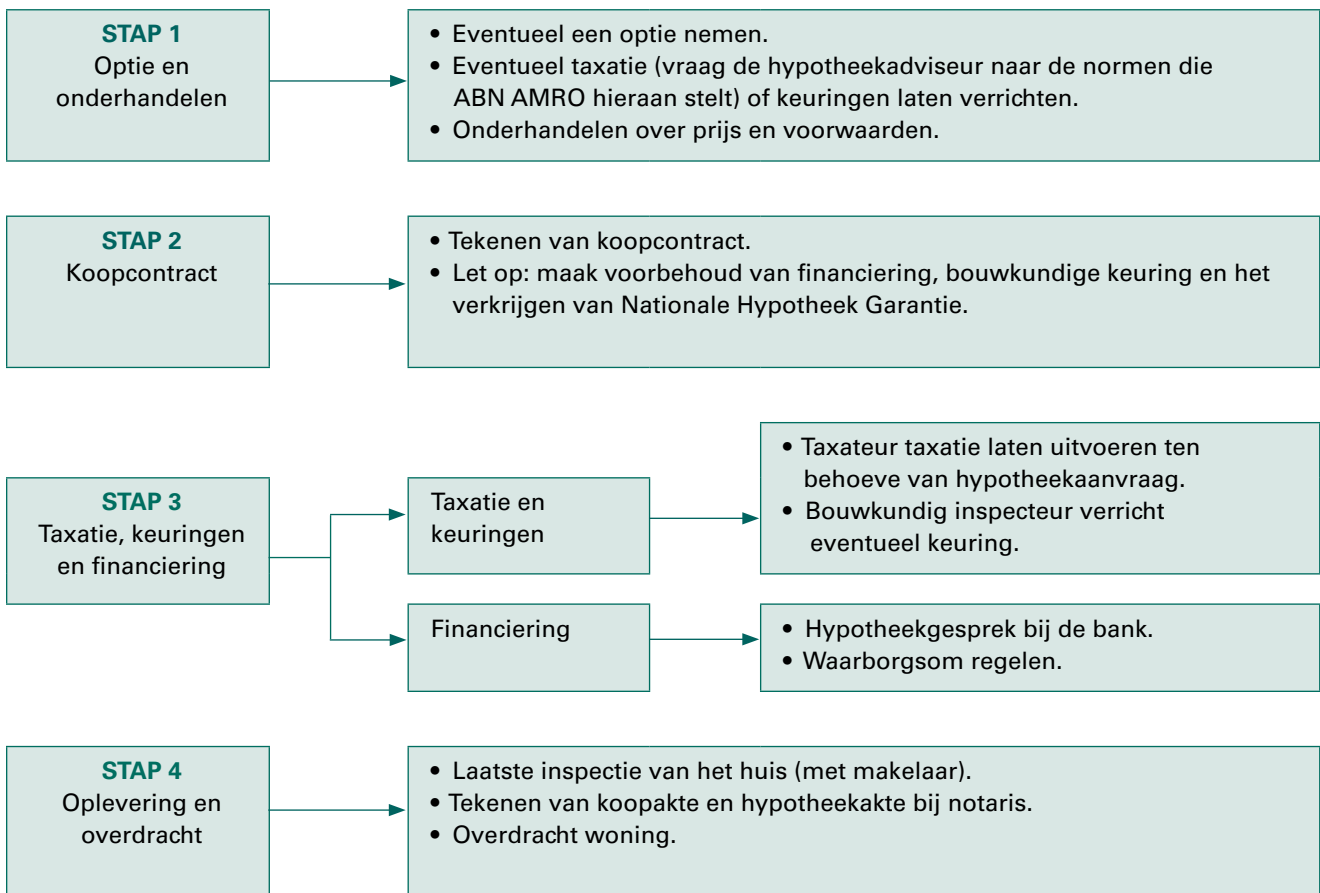 STAP 1
Optie en
onderhandelen
• Eventueel een optie nemen.
• Eventueel taxatie (vraag de hypotheekadviseur naar de normen die
ABN AMRO hieraan stelt) of keuringen laten verrichten.
• Onderhandelen over prijs en voorwaarden.
STAP 2
Koopcontract
• Tekenen van koopcontract.
• Let op: maak voorbehoud van financiering, bouwkundige keuring en het
verkrijgen van Nationale Hypotheek Garantie.
STAP 3
Taxatie, keuringen
en financiering
Taxatie en
keuringen
• Taxateur taxatie laten uitvoeren ten
behoeve van hypotheekaanvraag.
• Bouwkundig inspecteur verricht
eventueel keuring.
Financiering
• Hypotheekgesprek bij de bank.
• Waarborgsom regelen.
STAP 4
Oplevering en
overdracht
• Laatste inspectie van het huis (met makelaar).
• Tekenen van koopakte en hypotheekakte bij notaris.
• Overdracht woning.